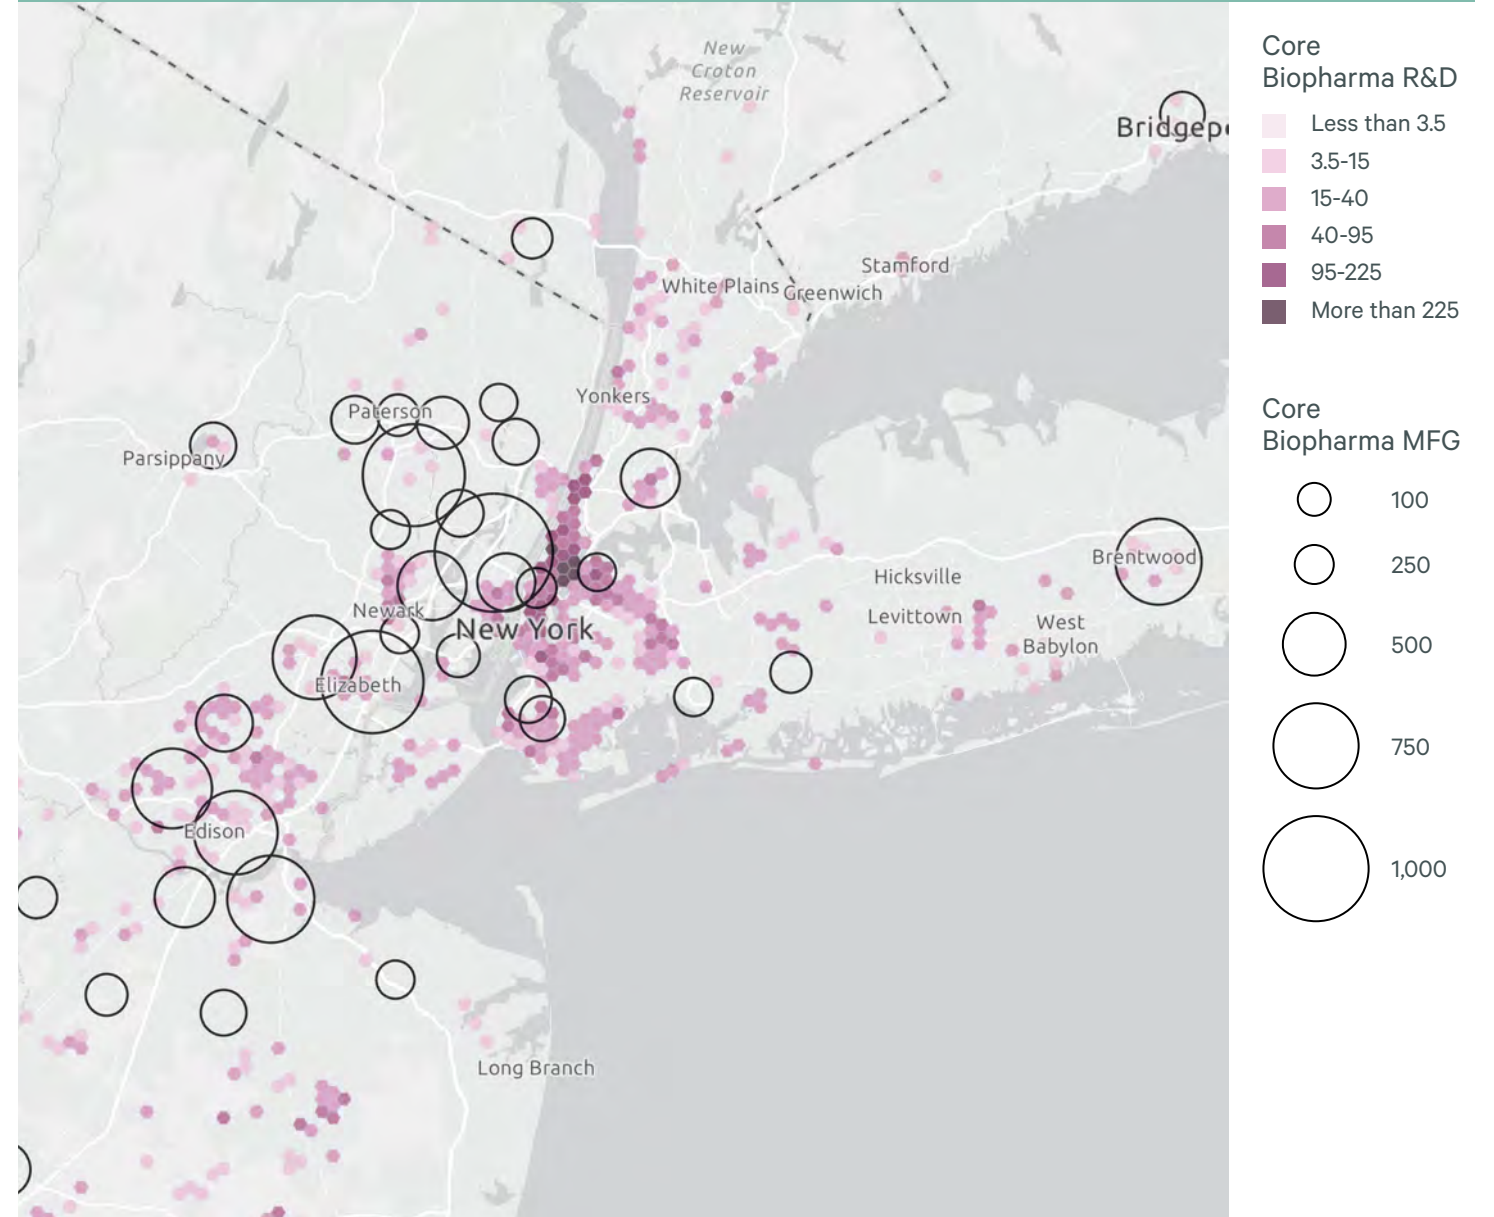 New
Croton
Reservoir
Bridgep
Stamford
White Plains
Greenwich
Yonkers
Paterson
Parsippany
Brentwood
Hicksville
Newark
Levittown
New York
West
Babylon
Elizabeth
Edison
Long Branch
Core
Biopharma R&D
Less than 3.5
3.5-15
15-40
40-95
95-225
More than 225
Core
Biopharma MFG
100
250
500
750
1,000